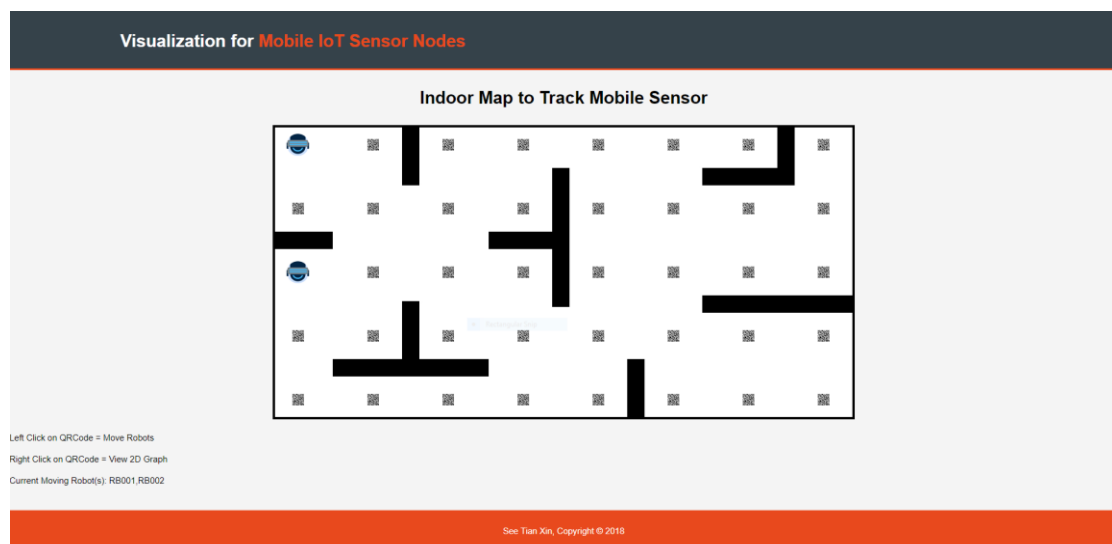 Visualization for Mobile IoT Sensor Nodes
Indoor Map to Track Mobile Sensor
Left Click on QRCode = Move Robots
Right Click on QRCode = View 2D Graph
Current Moving Robot(s): RB001,RB002
See Tian Xin, Copyright © 2018